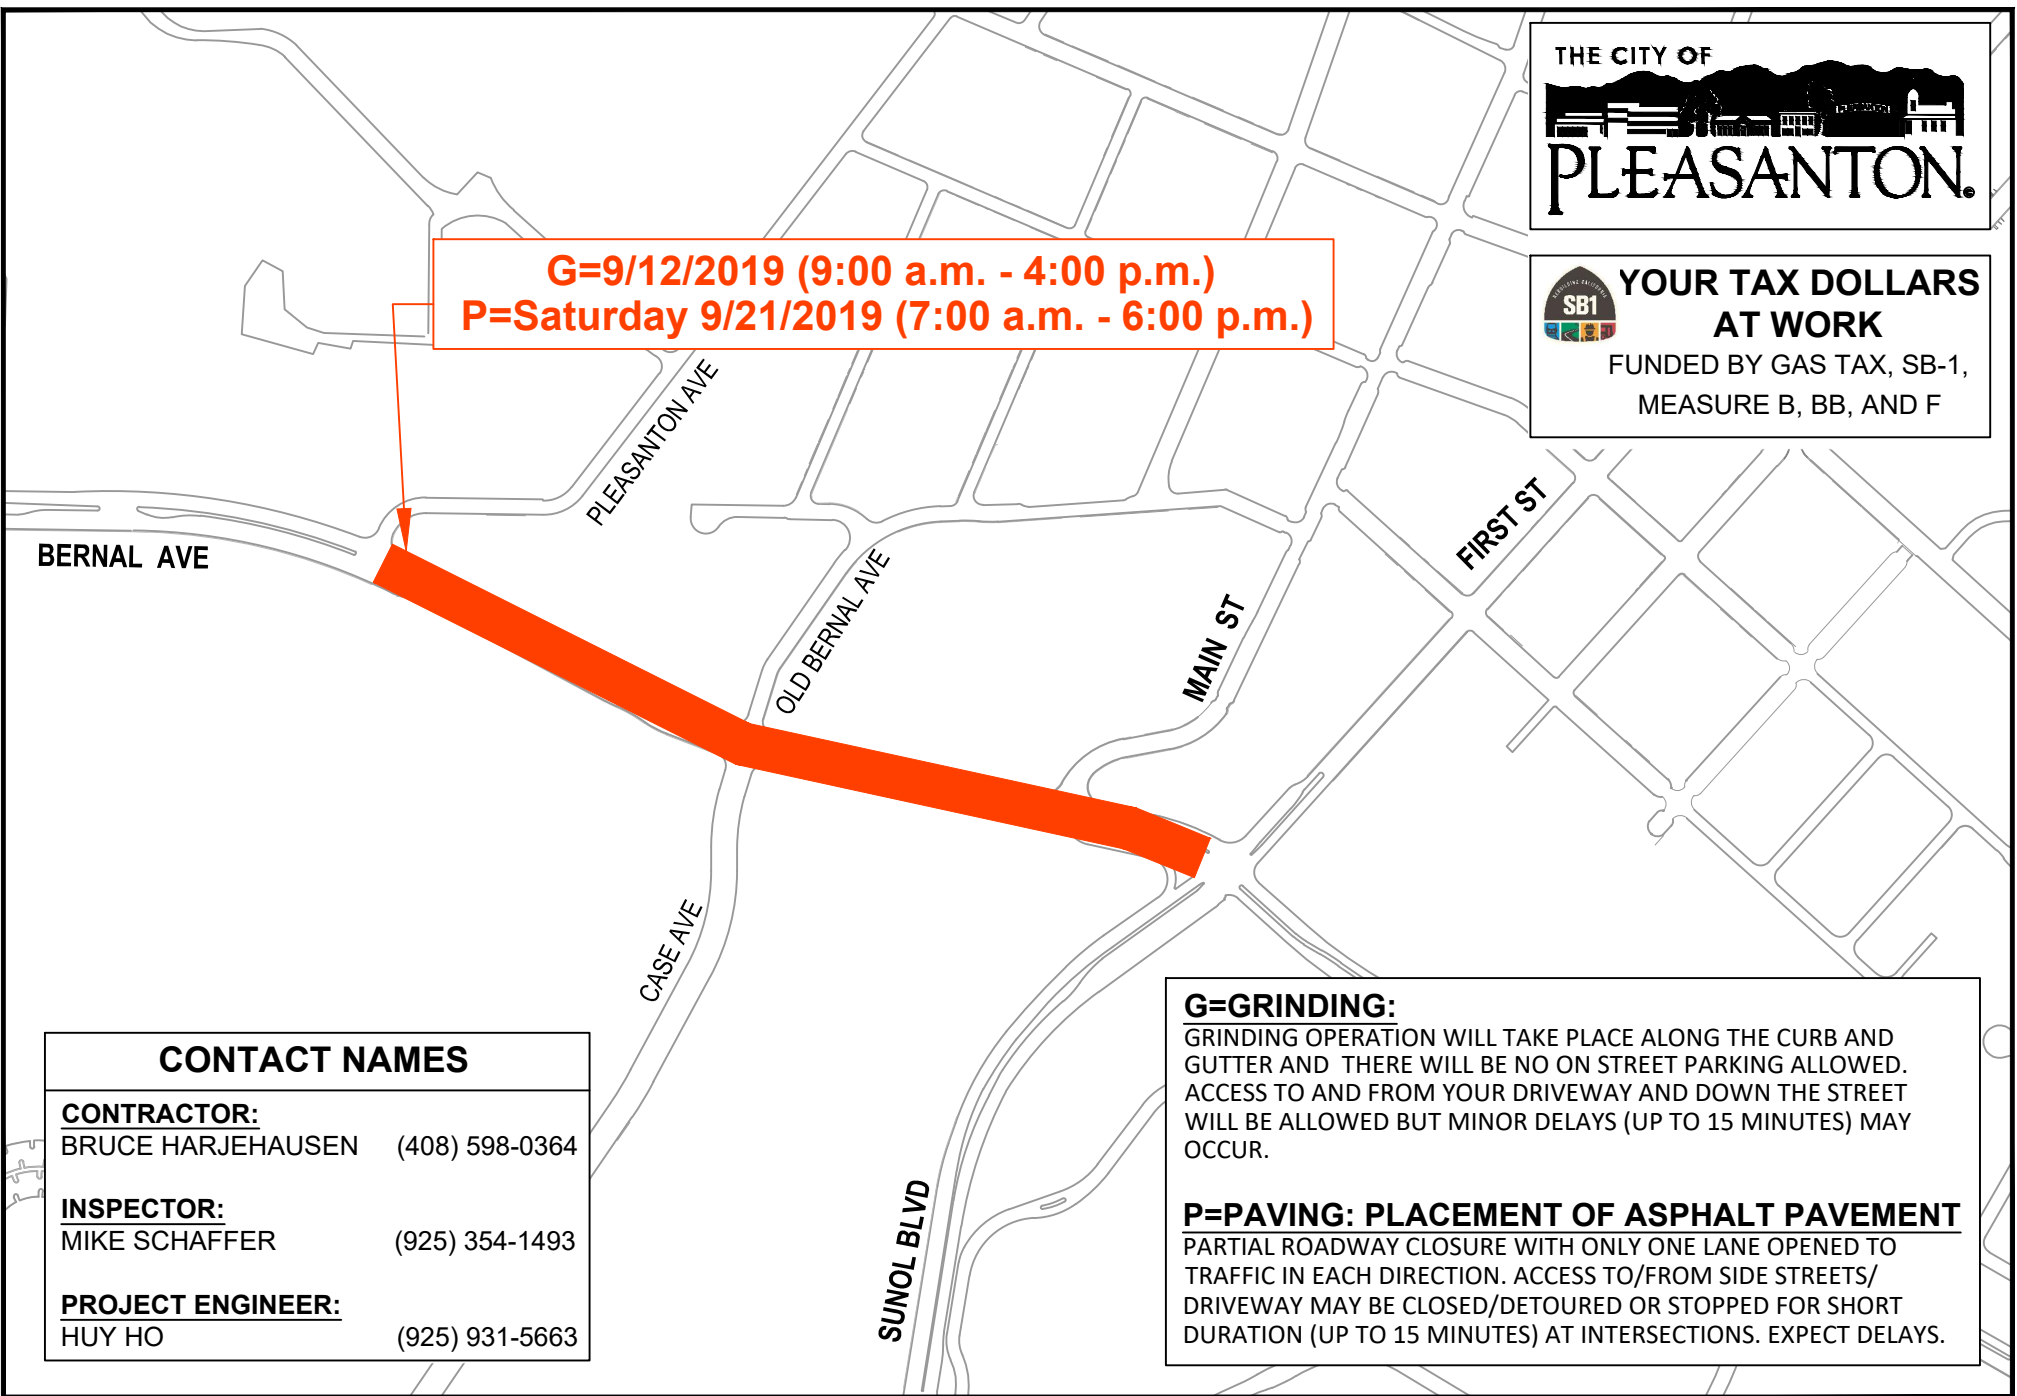 THE CITY OF
PLEASANTON
SB1
YOUR TAX DOLLARS
AT WORK
FUNDED BY GAS TAX, SB-1,
MEASURE B, BB, AND F
G=9/12/2019 (9:00 a.m. - 4:00 p.m.)
P=Saturday 9/21/2019 (7:00 a.m. - 6:00 p.m.)
PLEASANTON AVE
BERNAL AVE
OLD BERNAL AVE
MAIN ST
FIRST ST
CASE AVE
SUNOL BLVD
CONTACT NAMES
CONTRACTOR:
BRUCE HARJEHAUSEN (408) 598-0364
INSPECTOR:
MIKE SCHAFFER (925) 354-1493
PROJECT ENGINEER:
HUY HO (925) 931-5663
G=GRINDING:
GRINDING OPERATION WILL TAKE PLACE ALONG THE CURB AND
GUTTER AND THERE WILL BE NO ON STREET PARKING ALLOWED.
ACCESS TO AND FROM YOUR DRIVEWAY AND DOWN THE STREET
WILL BE ALLOWED BUT MINOR DELAYS (UP TO 15 MINUTES) MAY
OCCUR.
P=PAVING: PLACEMENT OF ASPHALT PAVEMENT
PARTIAL ROADWAY CLOSURE WITH ONLY ONE LANE OPENED TO
TRAFFIC IN EACH DIRECTION. ACCESS TO/FROM SIDE STREETS/
DRIVEWAY MAY BE CLOSED/DETOURED OR STOPPED FOR SHORT
DURATION (UP TO 15 MINUTES) AT INTERSECTIONS. EXPECT DELAYS.